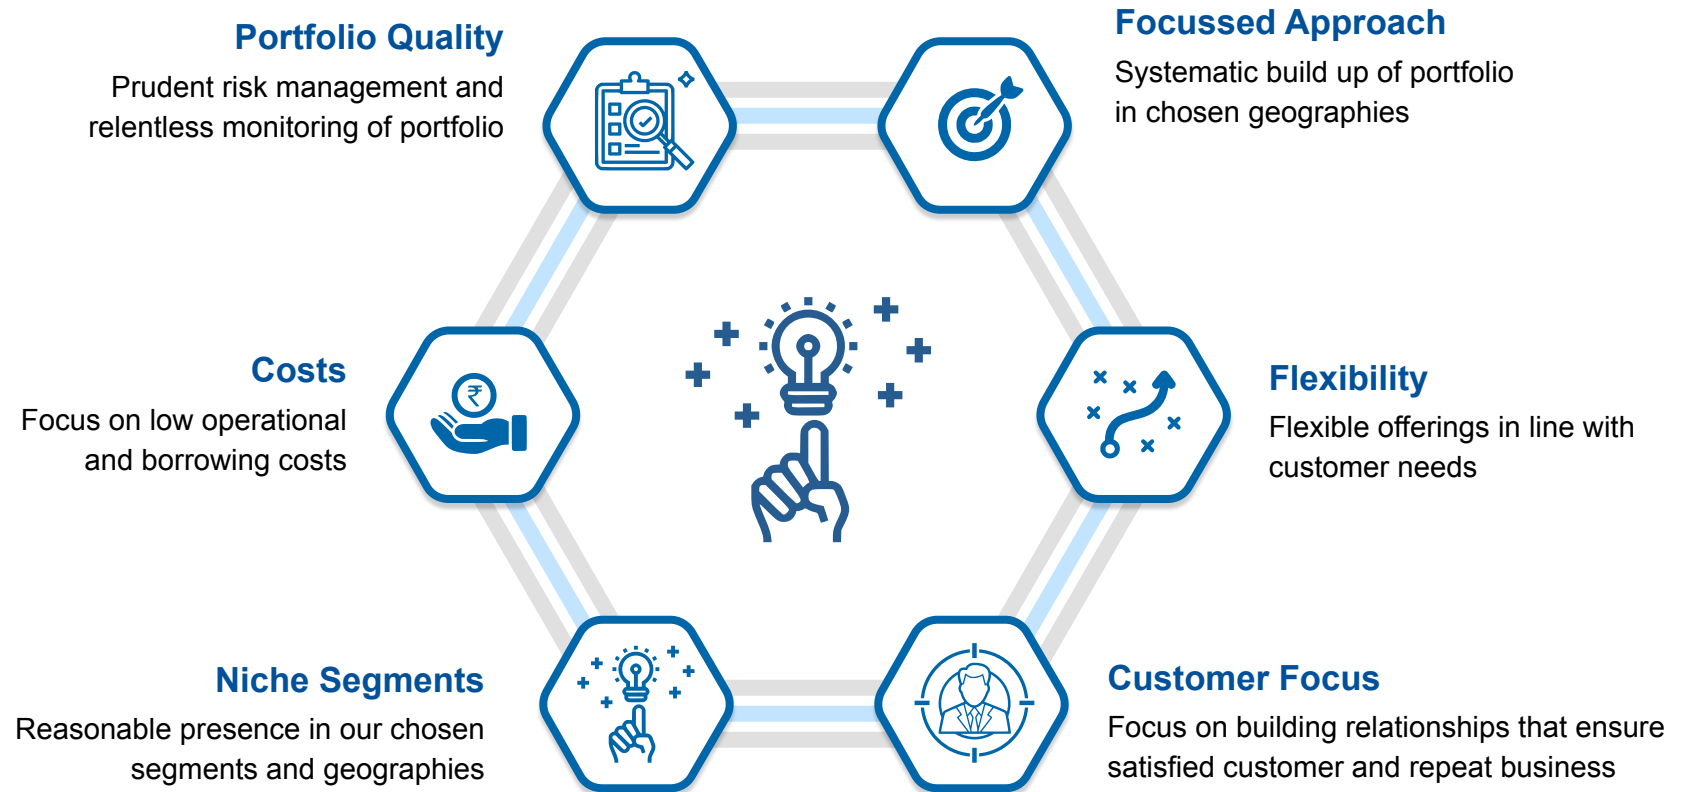 Portfolio Quality
Prudent risk management and
relentless monitoring of portfolio
Focussed Approach
Systematic build up of portfolio
in chosen geographies
Costs
Focus on low operational
and borrowing costs
₹
Flexibility
Flexible offerings in line with
customer needs
Niche Segments
Reasonable presence in our chosen
segments and geographies
Customer Focus
Focus on building relationships that ensure
satisfied customer and repeat business